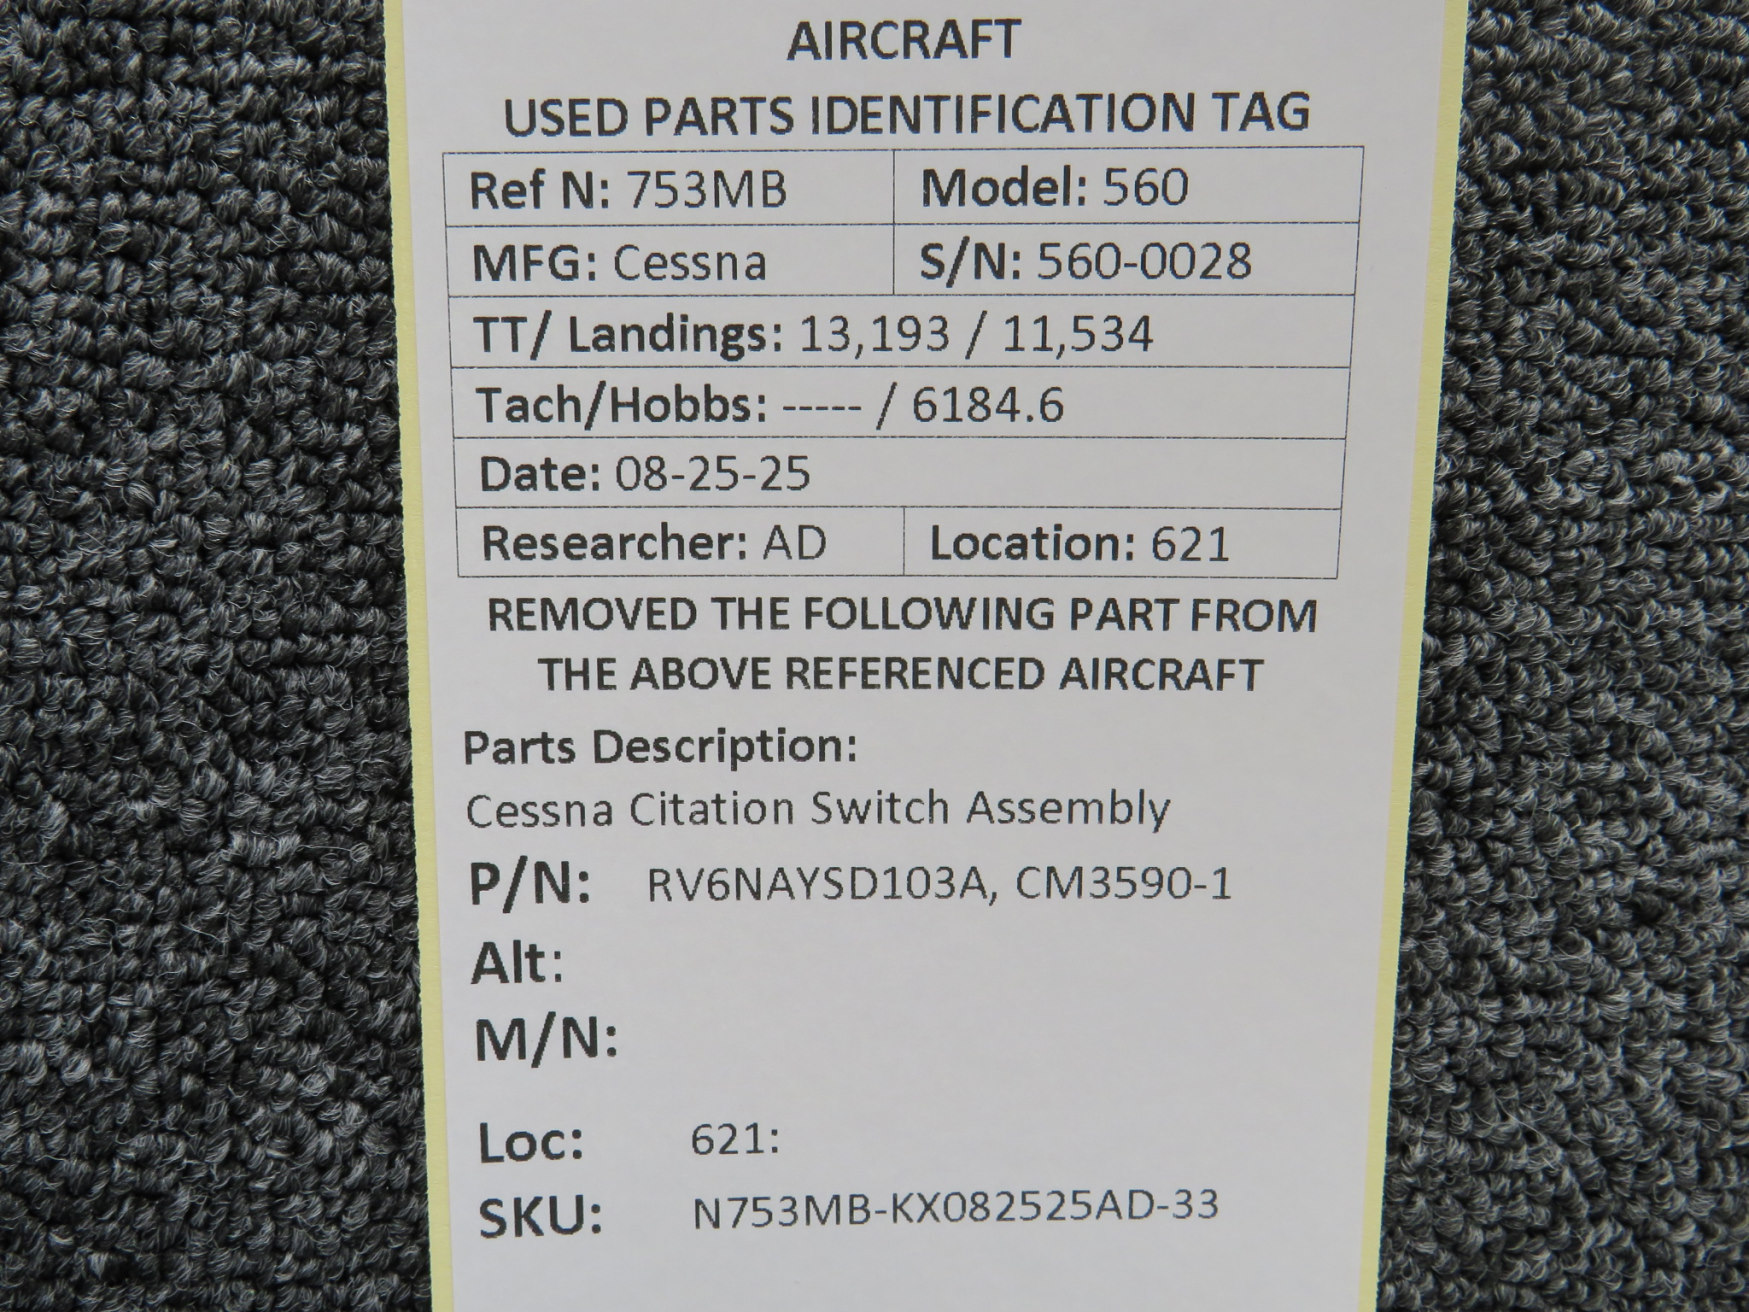 AIRCRAFT
USED PARTS IDENTIFICATION TAG
Ref N: 753MB Model: 560
MFG: Cessna S/N: 560-0028
TT/ Landings: 13,193 / 11,534
Tach/Hobbs: ----- / 6184.6
Date: 08-25-25
Researcher: AD Location: 621
REMOVED THE FOLLOWING PART FROM
THE ABOVE REFERENCED AIRCRAFT
Parts Description:
Cessna Citation Switch Assembly
P/N: RV6NAYSD103A, CM3590-1
Alt:
M/N:
Loc: 621:
SKU: N753MB-KX082525AD-33